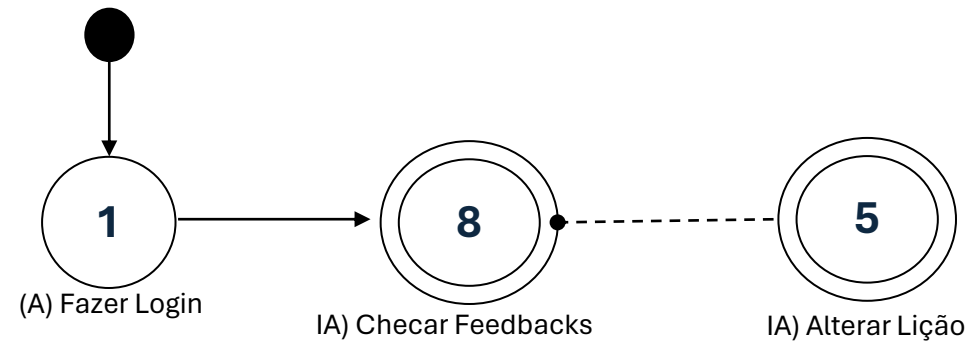 1
8
5
(A) Fazer Login
IA) Checar Feedbacks
IA) Alterar Lição